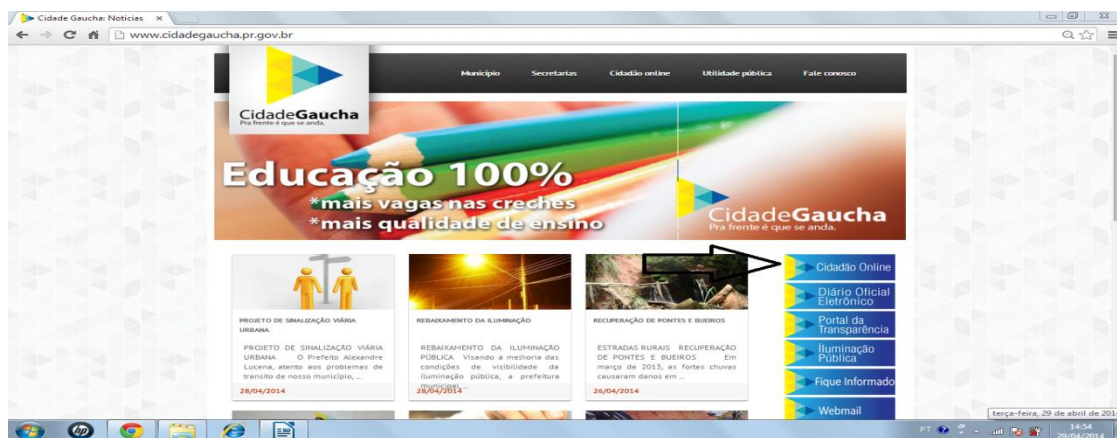 Cidade Gaucha: Noticias
www.cidadegaucha.pr.gov.br
Município Secretarias Cidadão online Utilidade pública Fale conosco
CidadeGaucha
Pra frente é que se anda.
Educação 100%
*mais vagas nas creches
*mais qualidade de ensino
CidadeGaucha
Pra frente é que se anda.
PROJETO DE SINALIZAÇÃO VIÁRIA
URBANA
PROJETO DE SINALIZAÇÃO VIÁRIA
URBANA O Prefeito Alexandre
Lucena, atento aos problemas de
transito de nosso município, ...
28/04/2014
REBAIXAMENTO DA ILUMINAÇÃO
REBAIXAMENTO DA ILUMINAÇÃO
PÚBLICA Visando a melhoria das
condições de visibilidade da
iluminação pública, a prefeitura
municipal, ...
28/04/2014
RECUPERAÇÃO DE PONTES E BUEIROS
ESTRADAS RURAIS RECUPERAÇÃO
DE PONTES E BUEIROS Em
março de 2013, as fortes chuvas
causaram danos em ...
26/04/2014
Cidadão Online
Diário Oficial
Eletrônico
Portal da
Transparência
Iluminação
Pública
Fique Informado
Webmail
terça-feira, 29 de abril de 201
hp
PT
14:54
29/04/2014